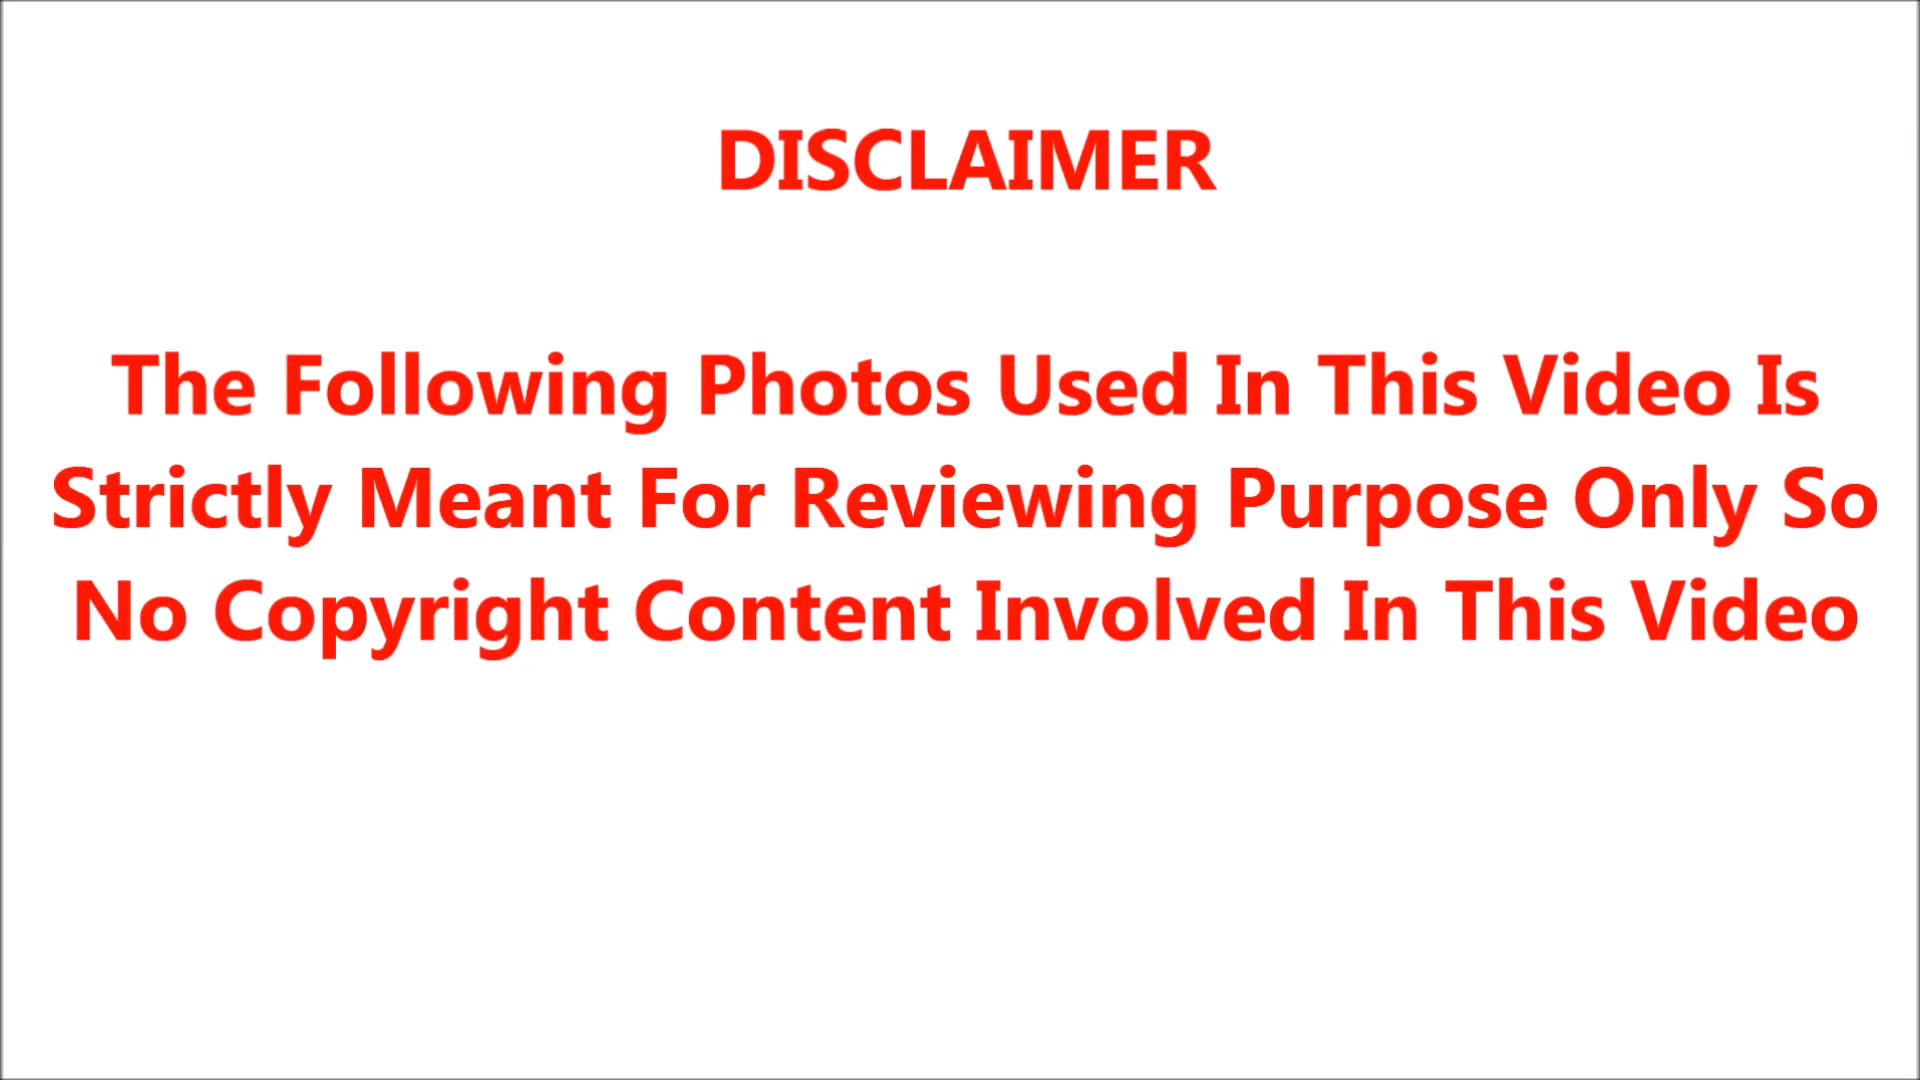 DISCLAIMER
The Following Photos Used In This Video Is
Strictly Meant For Reviewing Purpose Only So
No Copyright Content Involved In This Video